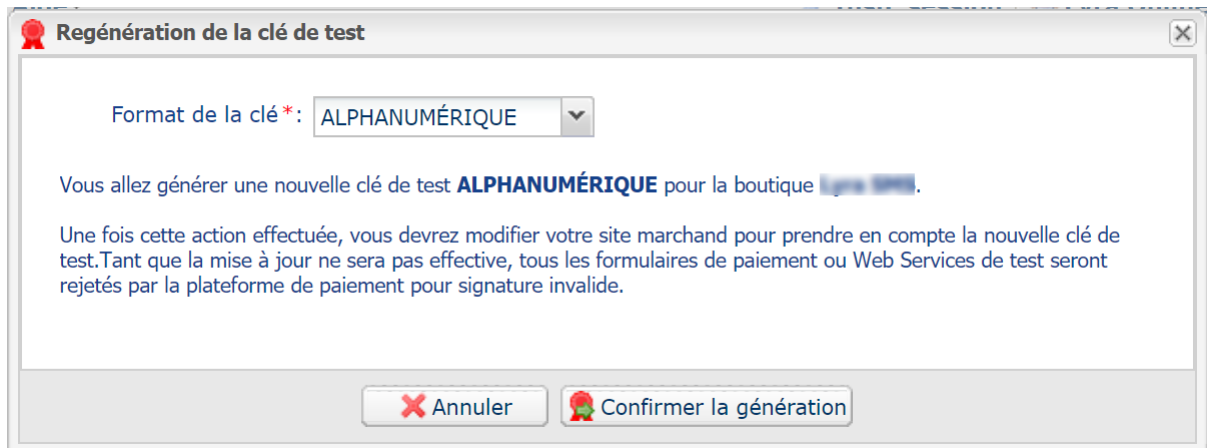 Regénération de la clé de test
Format de la clé*: ALPHANUMÉRIQUE
Vous allez générer une nouvelle clé de test ALPHANUMÉRIQUE pour la boutique
Une fois cette action effectuée, vous devrez modifier votre site marchand pour prendre en compte la nouvelle clé de
test.Tant que la mise à jour ne sera pas effective, tous les formulaires de paiement ou Web Services de test seront
rejetés par la plateforme de paiement pour signature invalide.
Annuler Confirmer la génération